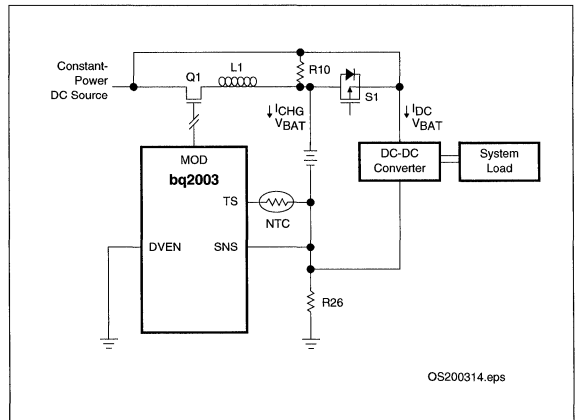 Constant-
Power
DC Source
Q1
L1
R10
S1
↓ICHG
VBAT
↓IDC
VBAT
DC-DC
Converter
System
Load
MOD
bq2003
TS
NTC
DVEN
SNS
R26
OS200314.eps